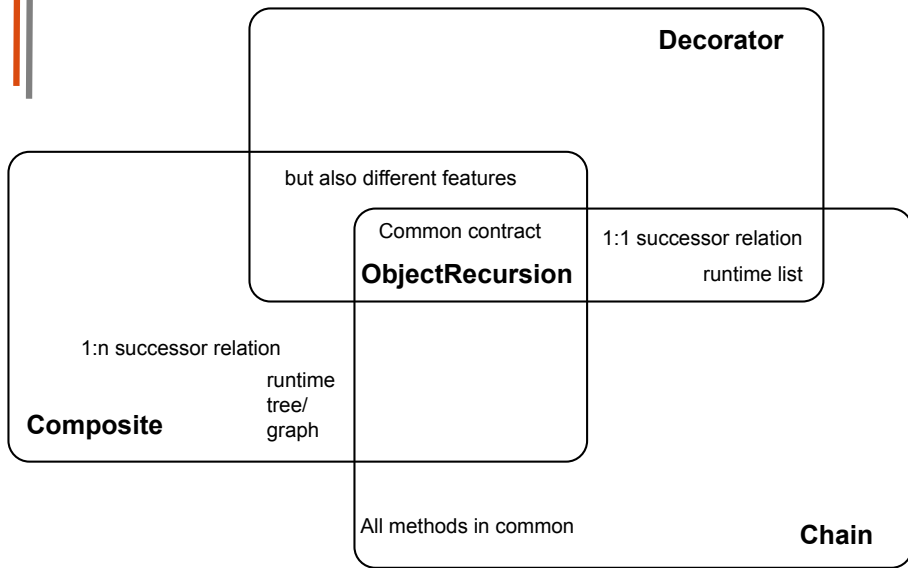 Decorator
but also different features
Common contract
ObjectRecursion
1:1 successor relation
runtime list
1:n successor relation
runtime
tree/
graph
Composite
All methods in common
Chain